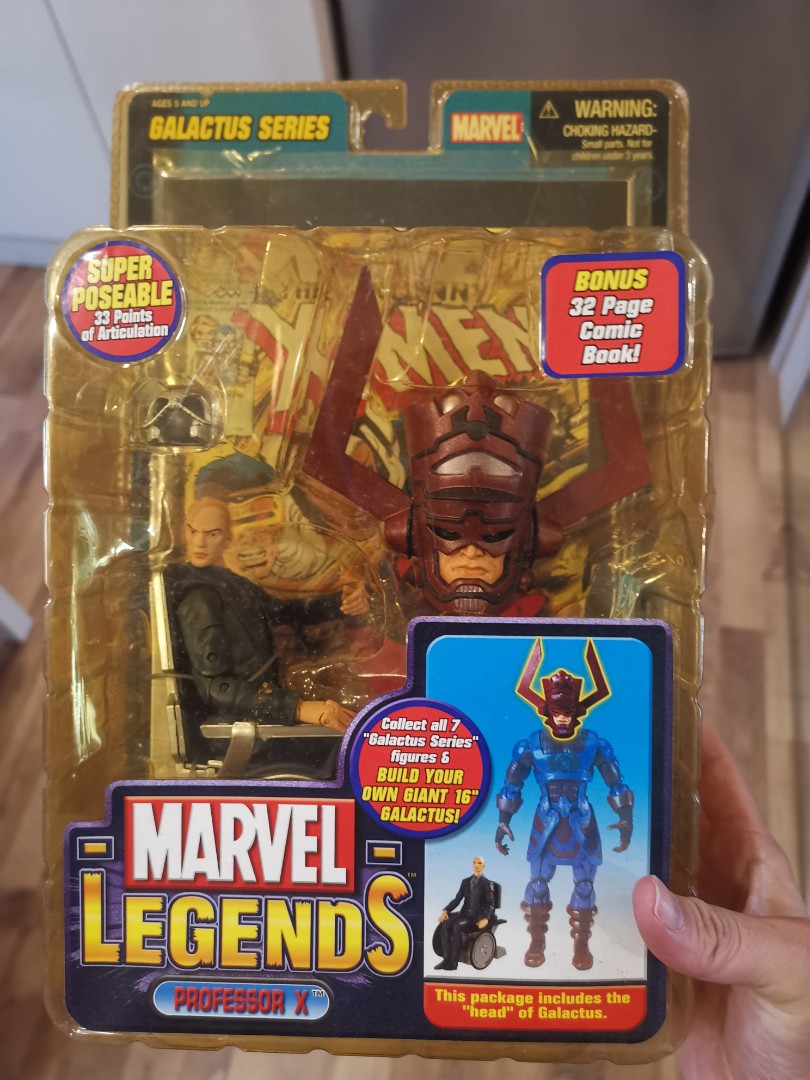 AGES 5 AND UP
GALACTUS SERIES
MARVEL
WARNING:
CHOKING HAZARD-
Small parts. Not for
children under 3 years.
SUPER
POSEABLE
33 Points
of Articulation
BONUS
32 Page
Comic
Book!
X-MEN
Collect all 7
"Galactus Series"
figures &
BUILD YOUR
OWN GIANT 16"
GALACTUS!
MARVEL
LEGENDS™
PROFESSOR X™
This package includes the
"head" of Galactus.